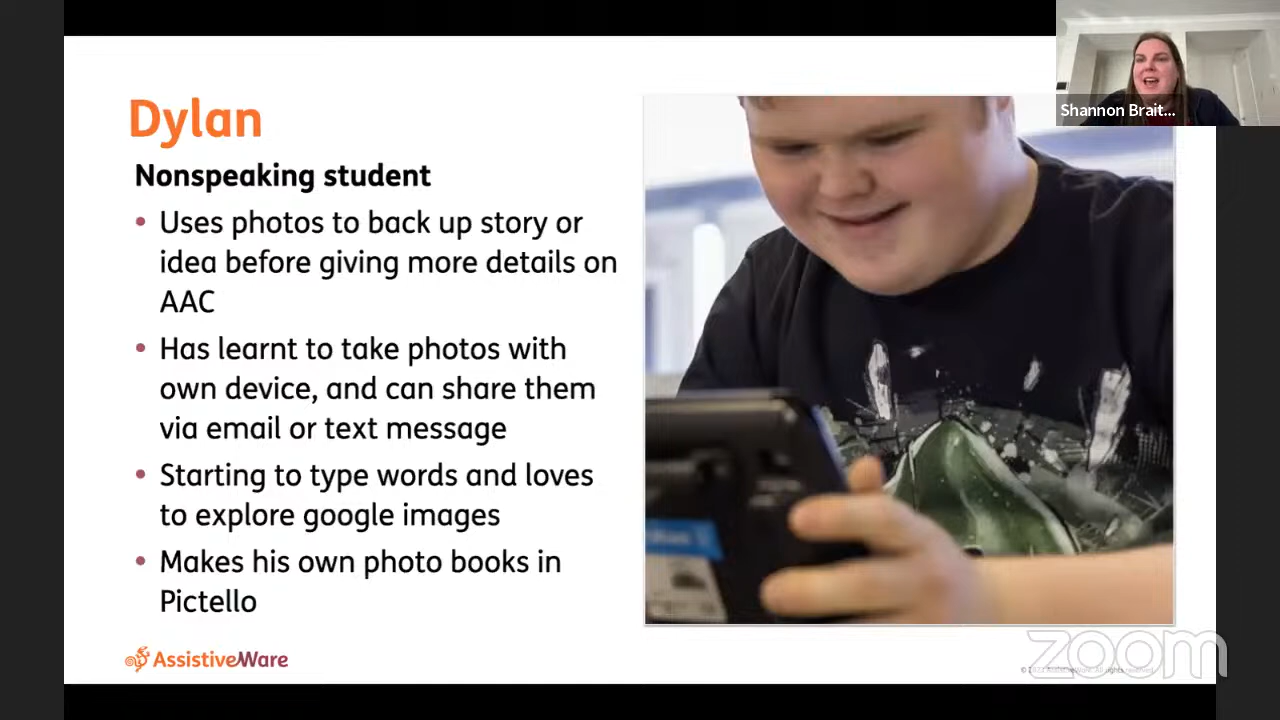 Shannon Brait...
Dylan
Nonspeaking student
• Uses photos to back up story or
idea before giving more details on
AAC
• Has learnt to take photos with
own device, and can share them
via email or text message
• Starting to type words and loves
to explore google images
• Makes his own photo books in
Pictello
AssistiveWare
zoom